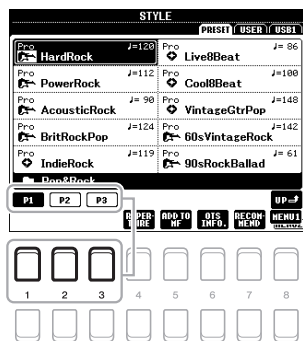 STYLE
PRESET USER USB1
Pro ♩=120
HardRock
Pro ♩= 86
Live8Beat
Pro ♩=112
PowerRock
Pro ♩=100
Cool8Beat
Pro ♩= 90
AcousticRock
Pro ♩=148
VintageGtrPop
Pro ♩=124
BritRockPop
Pro ♩=142
60sVintageRock
Pro ♩=119
IndieRock
Pro ♩= 61
90sRockBallad
Pop&Rock
P1 P2 P3 UP
ADD TO MF
OTS INFO.
RECOM-MEND
MENU1
1 2 3 4 5 6 7 8